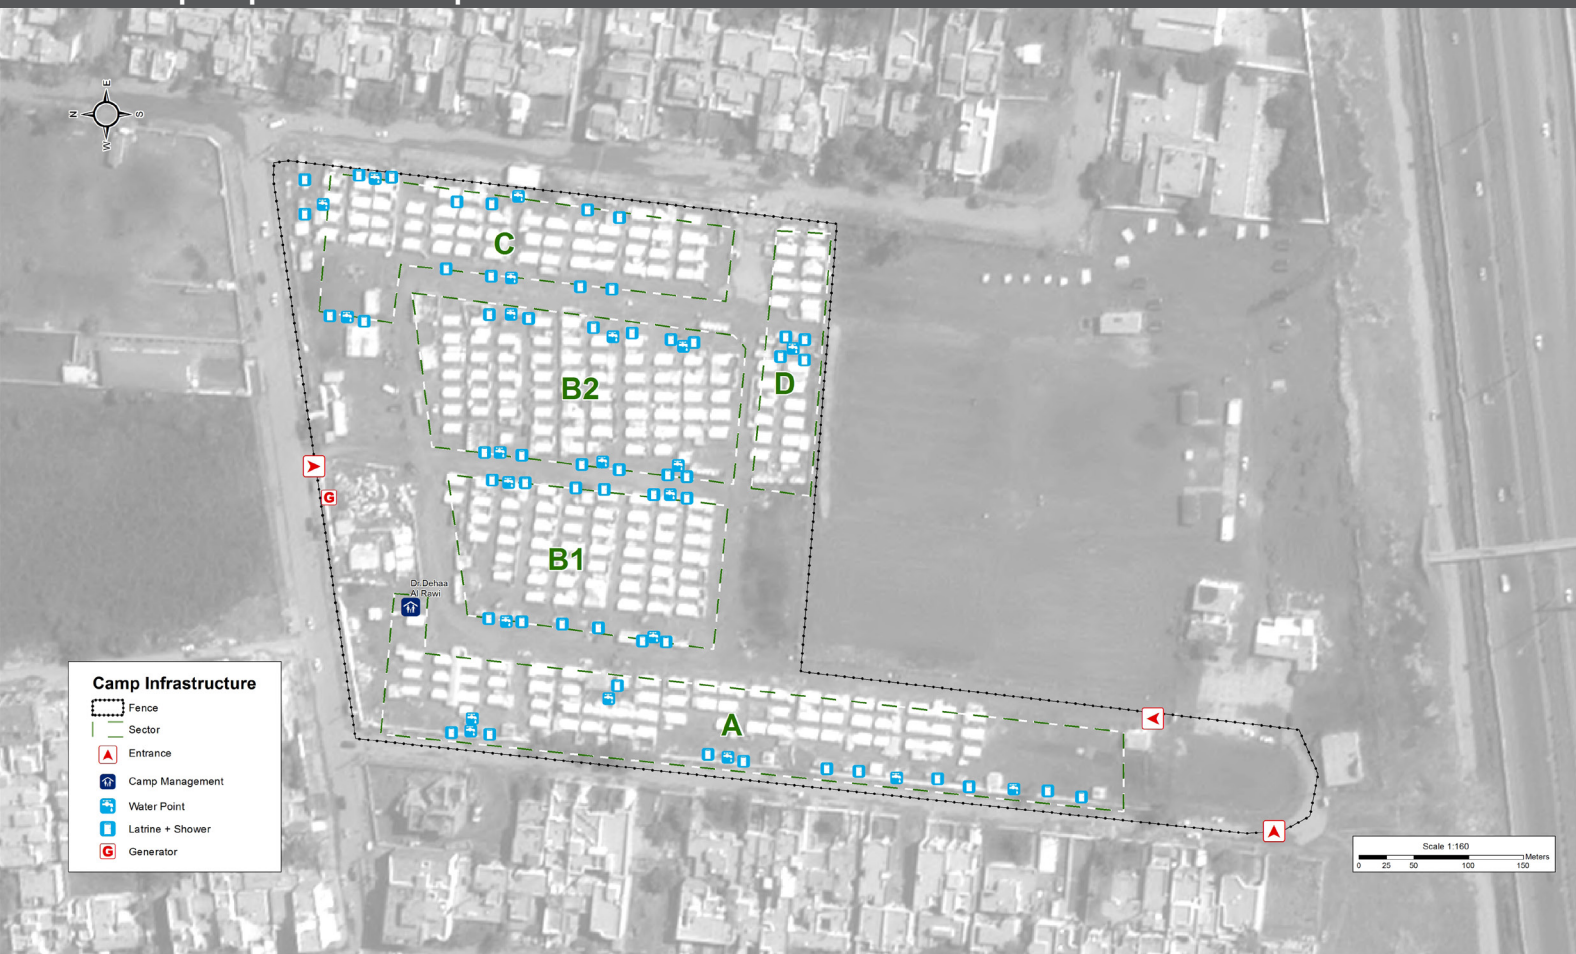 E
N
S
W
C
B2
D
B1
Dr.Dehaa
Al Rawi
A
G
Camp Infrastructure
Fence
Sector
Entrance
Camp Management
Water Point
Latrine + Shower
G Generator
Scale 1:160
Meters
0 25 50 100 150